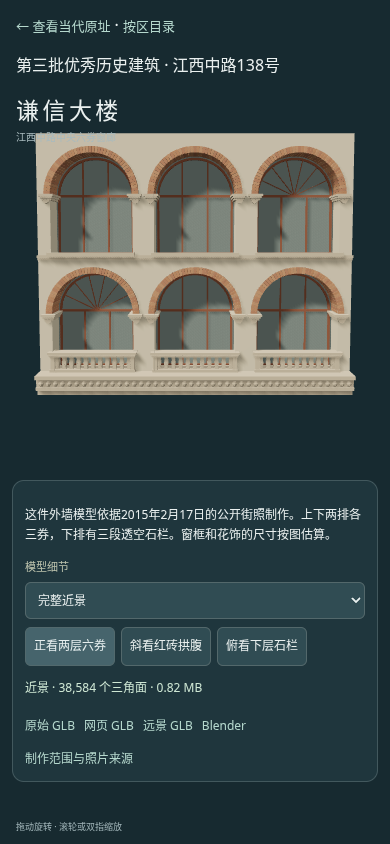 ← 查看当代原址 · 按区目录
第三批优秀历史建筑 · 江西中路138号
谦信大楼
江西
这件外墙模型依据2015年2月17日的公开街照制作。上下两排各
三券，下排有三段透空石栏。窗框和花饰的尺寸按图估算。
模型细节
完整近景
正看两层六券 斜看红砖拱腹 俯看下层石栏
近景 · 38,584 个三角面 · 0.82 MB
原始 GLB 网页 GLB 远景 GLB Blender
制作范围与照片来源
拖动旋转 · 滚轮或双指缩放